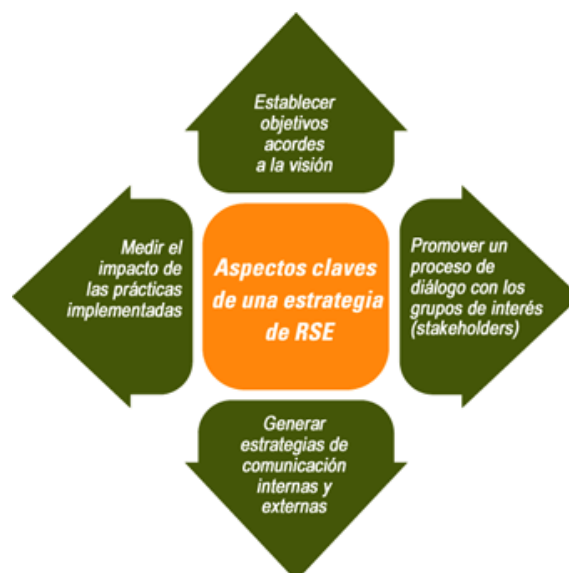 Establecer
objetivos
acordes
a la visión
Medir el
impacto de
las prácticas
implementadas
Aspectos claves
de una estrategia
de RSE
Promover un
proceso de
diálogo con los
grupos de interés
(stakeholders)
Generar
estrategias de
comunicación
internas y
externas